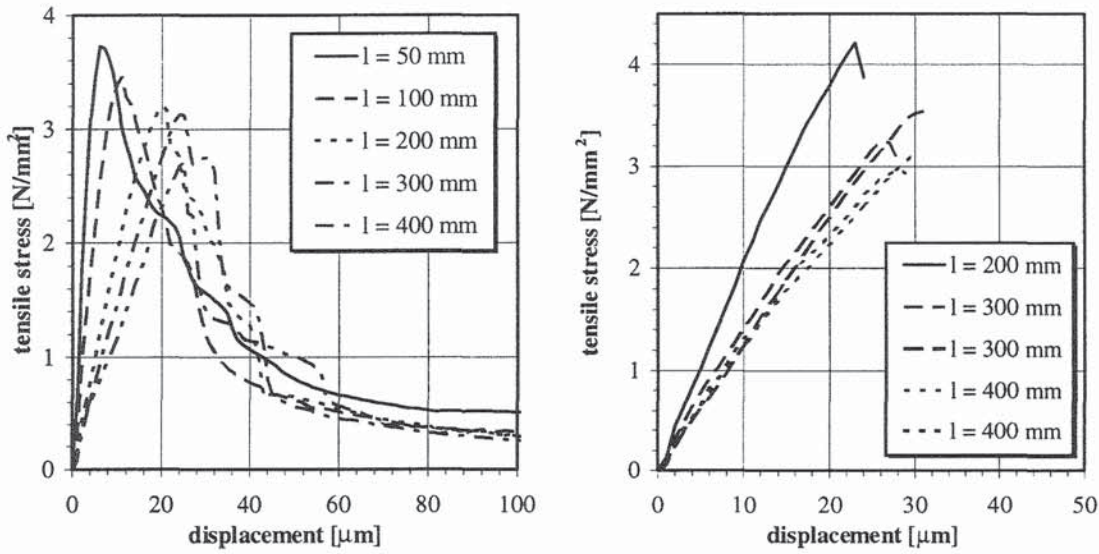 4
3
2
1
0
tensile stress [N/mm²]
l = 50 mm
l = 100 mm
l = 200 mm
l = 300 mm
l = 400 mm
0
20
40
60
80
100
displacement [µm]
4
3
2
1
0
tensile stress [N/mm²]
l = 200 mm
l = 300 mm
l = 300 mm
l = 400 mm
l = 400 mm
0
10
20
30
40
50
displacement [µm]